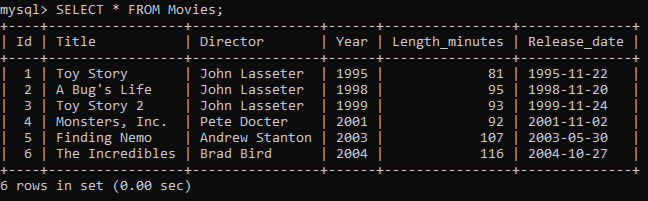 mysql> SELECT * FROM Movies;
+----+-----------------+----------------+------+----------------+--------------+
| Id | Title           | Director       | Year | Length_minutes | Release_date |
+----+-----------------+----------------+------+----------------+--------------+
|  1 | Toy Story       | John Lasseter  | 1995 |             81 | 1995-11-22   |
|  2 | A Bug's Life    | John Lasseter  | 1998 |             95 | 1998-11-20   |
|  3 | Toy Story 2     | John Lasseter  | 1999 |             93 | 1999-11-24   |
|  4 | Monsters, Inc.  | Pete Docter    | 2001 |             92 | 2001-11-02   |
|  5 | Finding Nemo    | Andrew Stanton | 2003 |            107 | 2003-05-30   |
|  6 | The Incredibles | Brad Bird      | 2004 |            116 | 2004-10-27   |
+----+-----------------+----------------+------+----------------+--------------+
6 rows in set (0.00 sec)